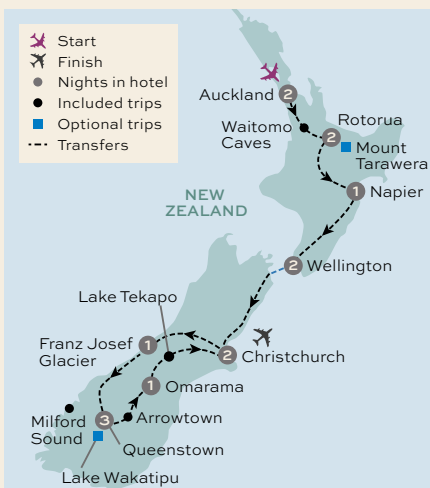 Start
Finish
Nights in hotel
Included trips
Optional trips
Transfers
2
Auckland
Waitomo
Caves
2
Rotorua
Mount
Tarawera
1
Napier
NEW
ZEALAND
2
Wellington
Lake Tekapo
Franz Josef
Glacier
1
2
Christchurch
1
Omarama
Milford
Sound
3
Arrowtown
Queenstown
Lake Wakatipu